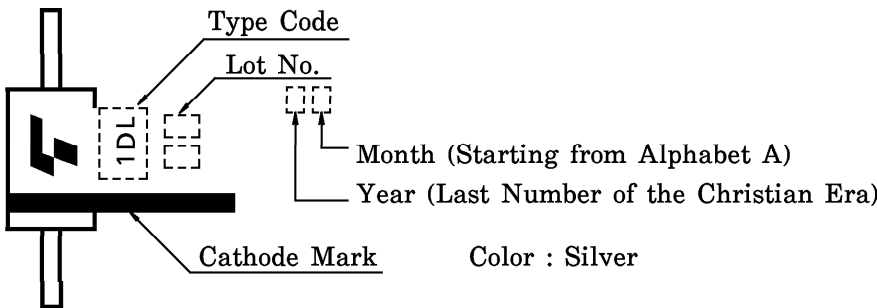 Type Code
Lot No.
1DL
Month (Starting from Alphabet A)
Year (Last Number of the Christian Era)
Cathode Mark
Color : Silver